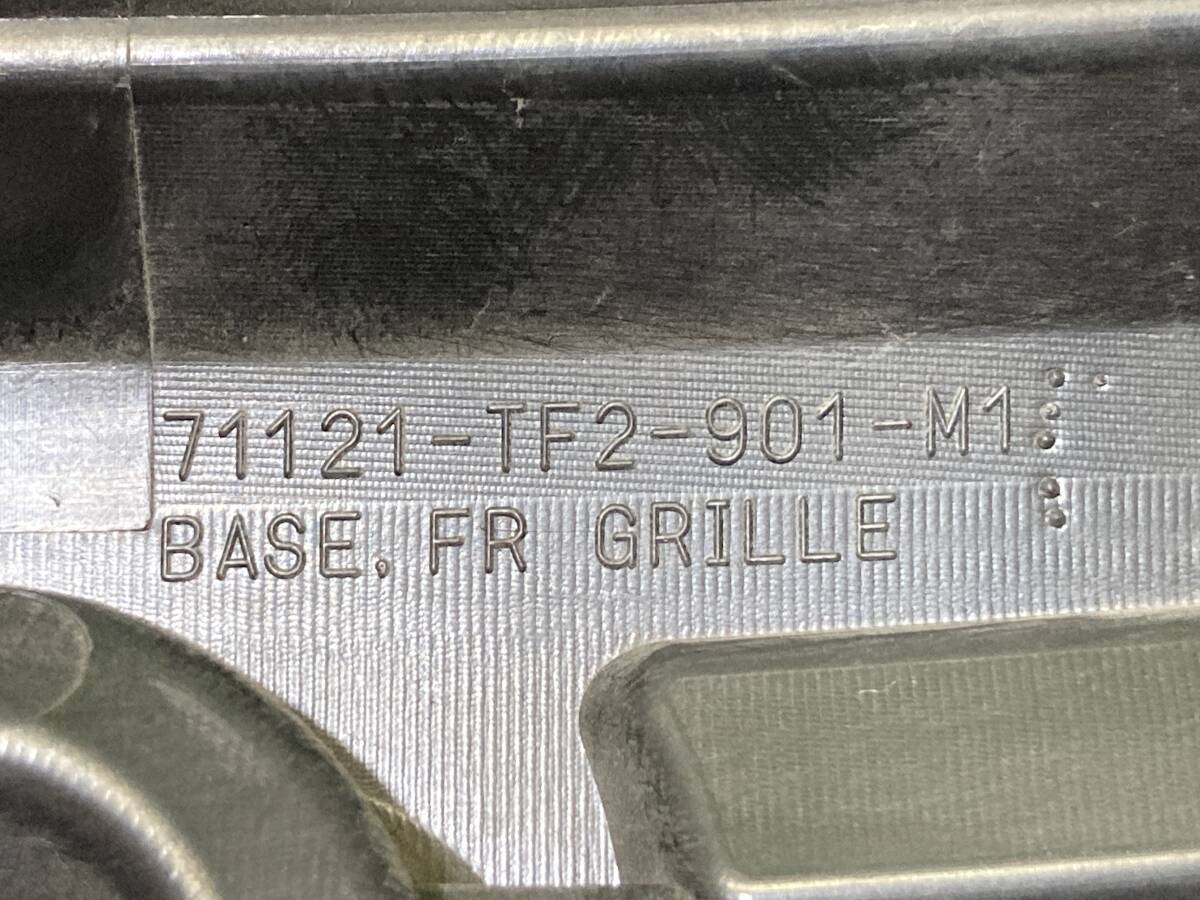 71121-TF2-901-M1
BASE, FR GRILLE